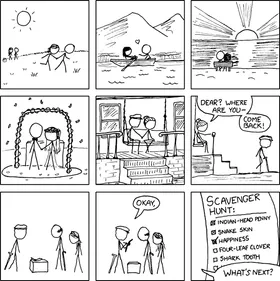 DEAR? WHERE
ARE YOU—
COME
BACK!
OKAY,
SCAVENGER
HUNT:
INDIAN-HEAD PENNY
SNAKE SKIN
HAPPINESS
FOUR-LEAF CLOVER
SHARK TOOTH
WHAT'S NEXT?